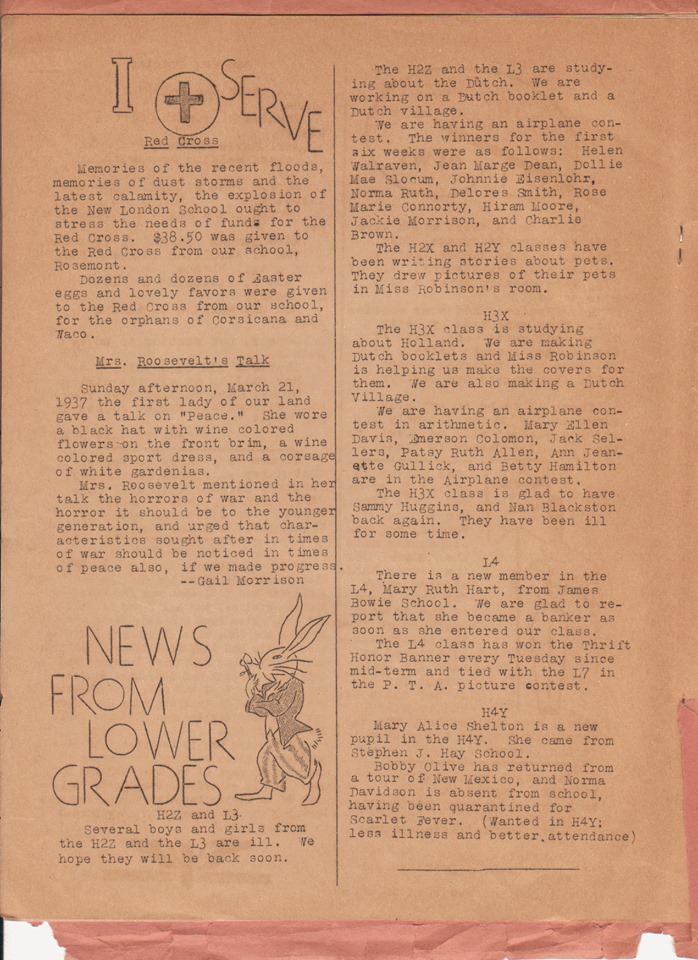 I SERVE
Red Cross
Memories of the recent floods,
memories of dust storms and the
latest calamity, the explosion of
the New London School ought to
stress the needs of funds for the
Red Cross. $38.50 was given to
the Red Cross from our school,
Rosemont.
Dozens and dozens of Easter
eggs and lovely favors were given
to the Red Cross from our school,
for the orphans of Corsicana and
Waco.
Mrs. Roosevelt's Talk
Sunday afternoon, March 21,
1937 the first lady of our land
gave a talk on "Peace." She wore
a black hat with wine colored
flowers on the front brim, a wine
colored sport dress, and a corsage
of white gardenias.
Mrs. Roosevelt mentioned in her
talk the horrors of war and the
horror it should be to the younger
generation, and urged that char-
acteristics sought after in times
of war should be noticed in times
of peace also, if we made progress.
--Gail Morrison
NEWS
FROM
LOWER
GRADES
H2Z and L3
Several boys and girls from
the H2Z and the L3 are ill. We
hope they will be back soon.
The H2Z and the L3 are study-
ing about the Dutch. We are
working on a Dutch booklet and a
Dutch village.
We are having an airplane con-
test. The winners for the first
six weeks were as follows: Helen
Walraven, Jean Marge Dean, Dollie
Mae Slocum, Johnnie Eisenlohr,
Norma Ruth, Delores Smith, Rose
Marie Connorty, Hiram Moore,
Jackie Morrison, and Charlie
Brown.
The H2X and H2Y classes have
been writing stories about pets.
They drew pictures of their pets
in Miss Robinson's room.
H3X
The H3X class is studying
about Holland. We are making
Dutch booklets and Miss Robinson
is helping us make the covers for
them. We are also making a Dutch
Village.
We are having an airplane con-
test in arithmetic. Mary Ellen
Davis, Emerson Colomon, Jack Sel-
lers, Patsy Ruth Allen, Ann Jean-
ette Gullick, and Betty Hamilton
are in the Airplane contest.
The H3X class is glad to have
Sammy Huggins, and Nan Blackston
back again. They have been ill
for some time.
L4
There is a new member in the
L4, Mary Ruth Hart, from James
Bowie School. We are glad to re-
port that she became a banker as
soon as she entered our class.
The L4 class has won the Thrift
Honor Banner every Tuesday since
mid-term and tied with the L7 in
the P. T. A. picture contest.
H4Y
Mary Alice Shelton is a new
pupil in the H4Y. She came from
Stephen J. Hay School.
Bobby Olive has returned from
a tour of New Mexico, and Norma
Davidson is absent from school,
having been quarantined for
Scarlet Fever. (Wanted in H4Y:
less illness and better attendance)